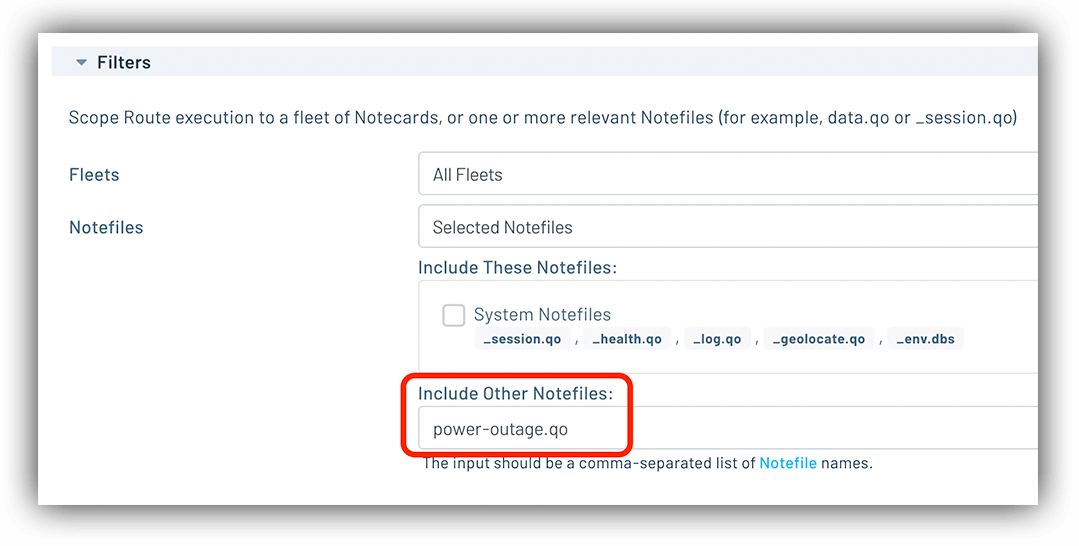 Filters
Scope Route execution to a fleet of Notecards, or one or more relevant Notefiles (for example, data.qo or _session.qo)
Fleets
All Fleets
Notefiles
Selected Notefiles
Include These Notefiles:
System Notefiles
_session.qo , _health.qo , _log.qo , _geolocate.qo , _env.dbs
Include Other Notefiles:
power-outage.qo
The input should be a comma-separated list of Notefile names.